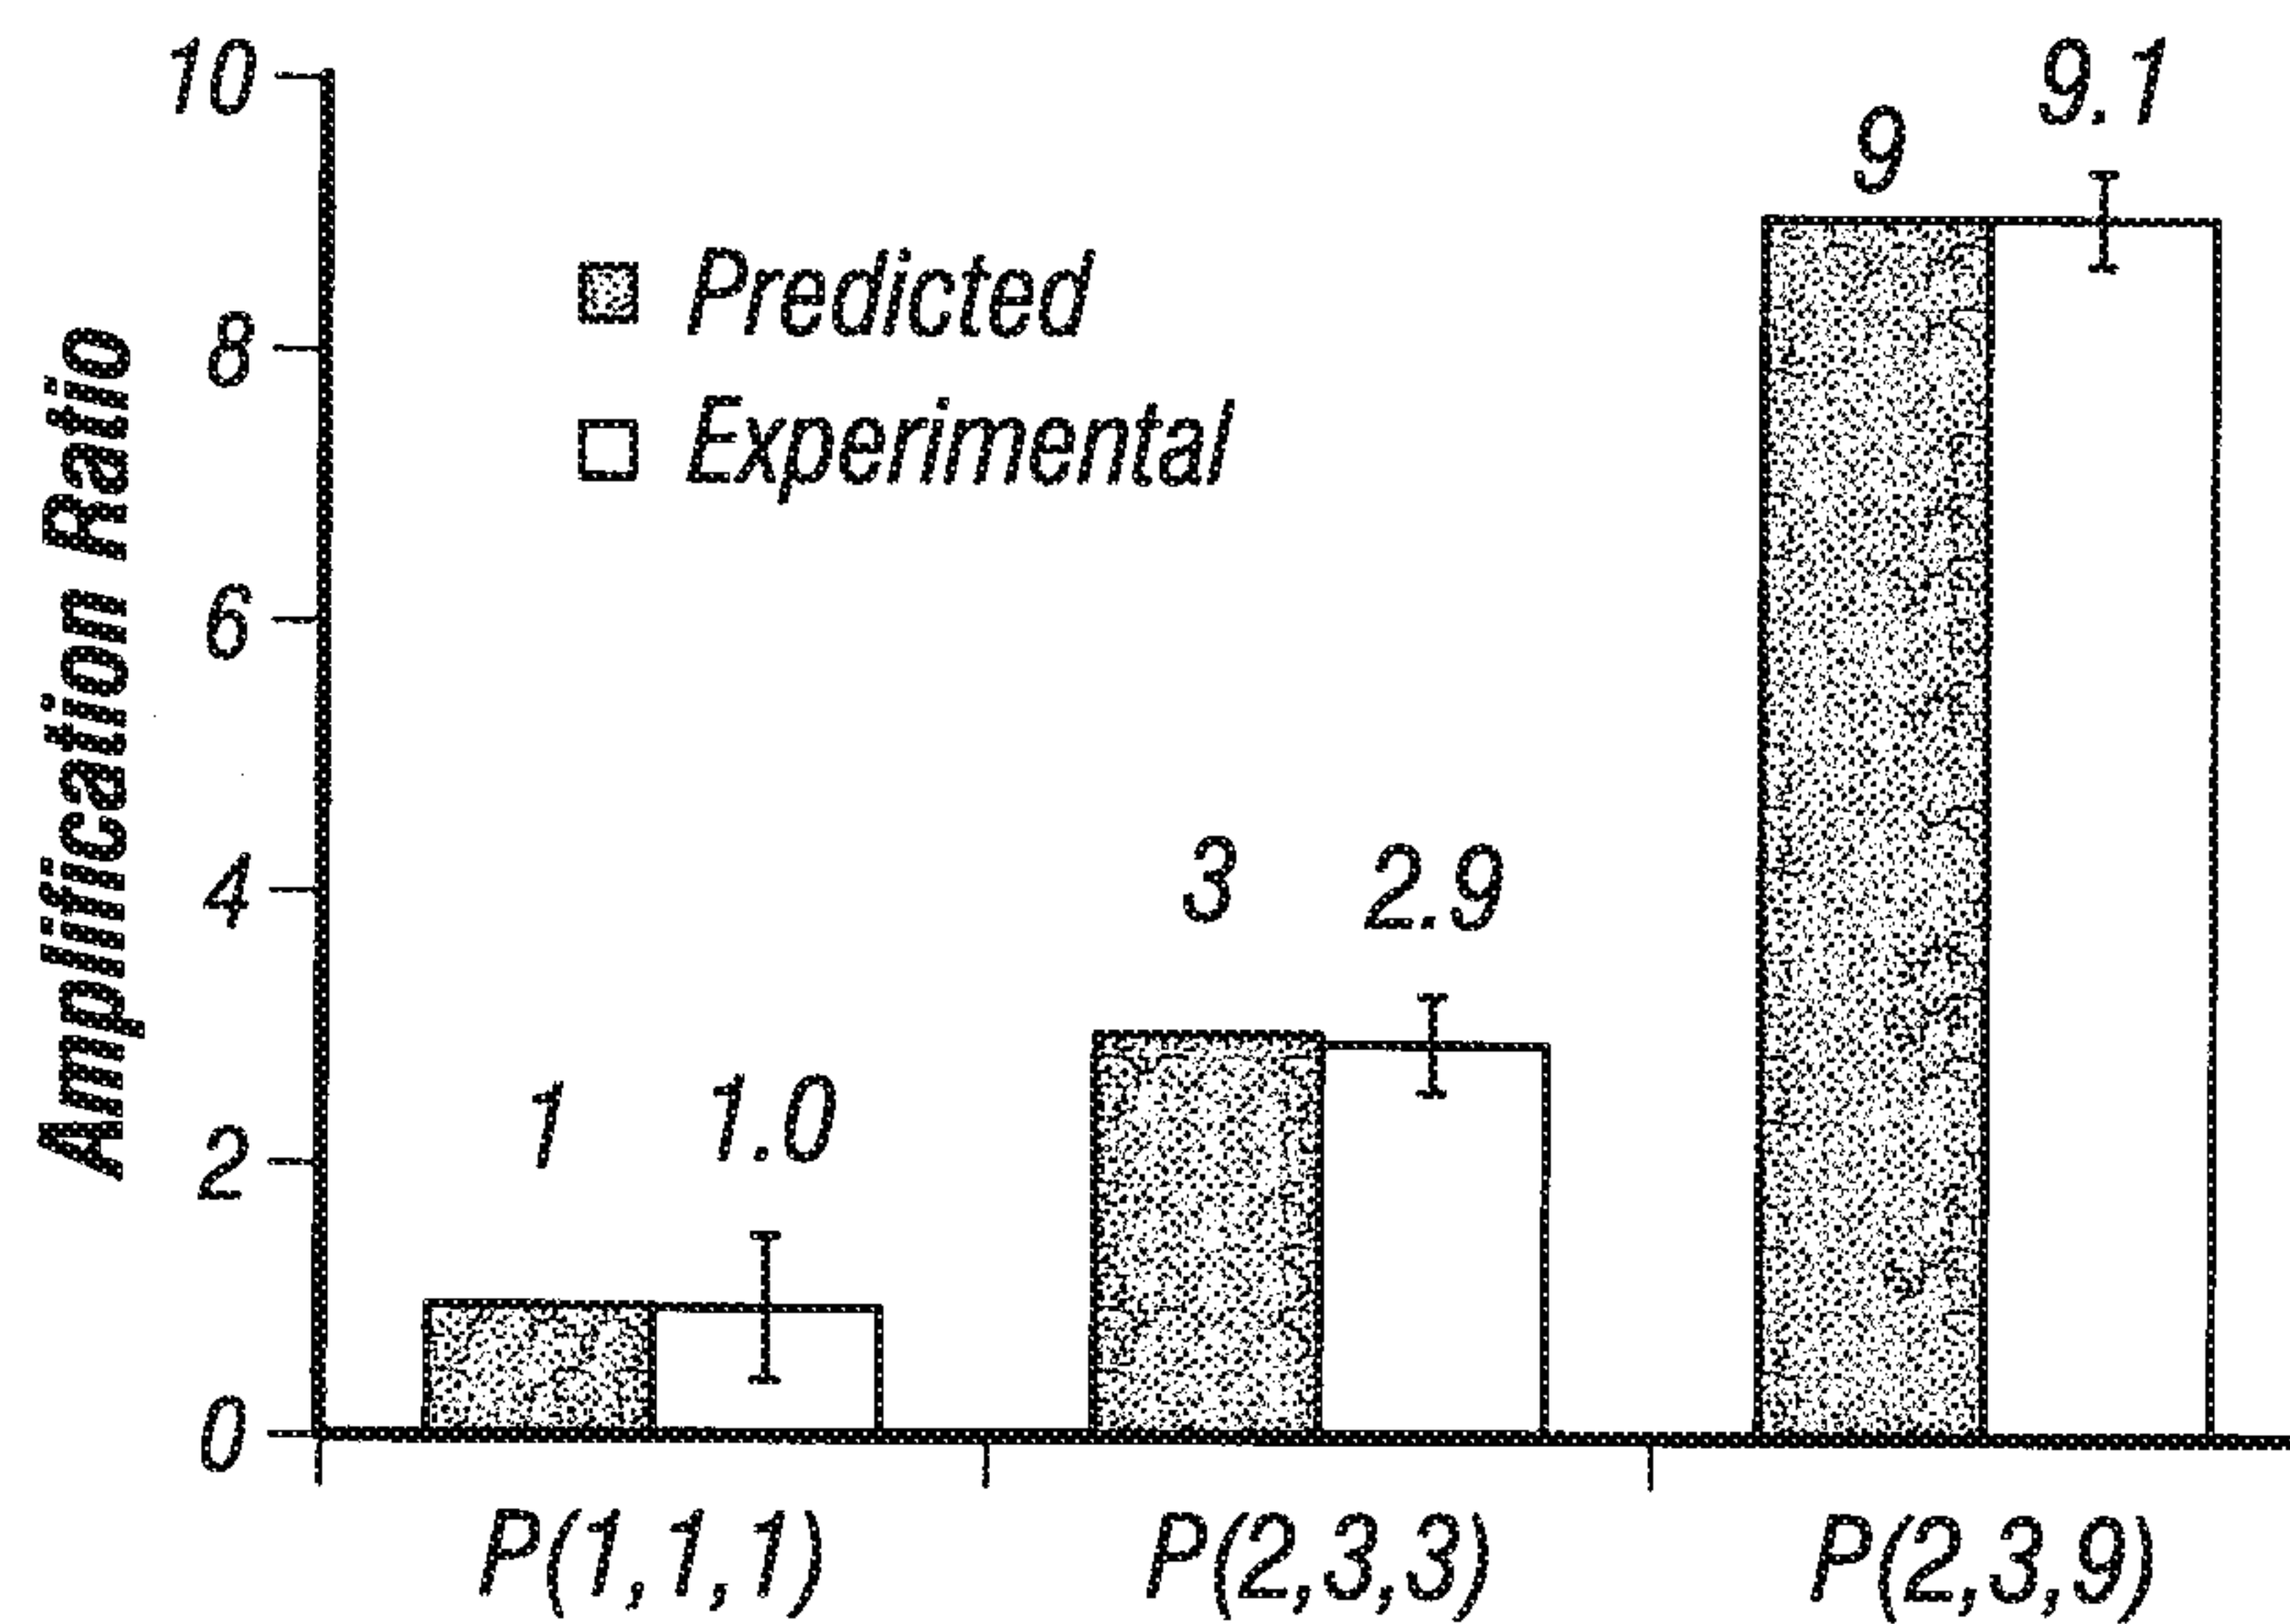 10
8
6
4
2
0
Amplification Ratio
Predicted
Experimental
1
1.0
3
2.9
9
9.1
P(1,1,1)
P(2,3,3)
P(2,3,9)